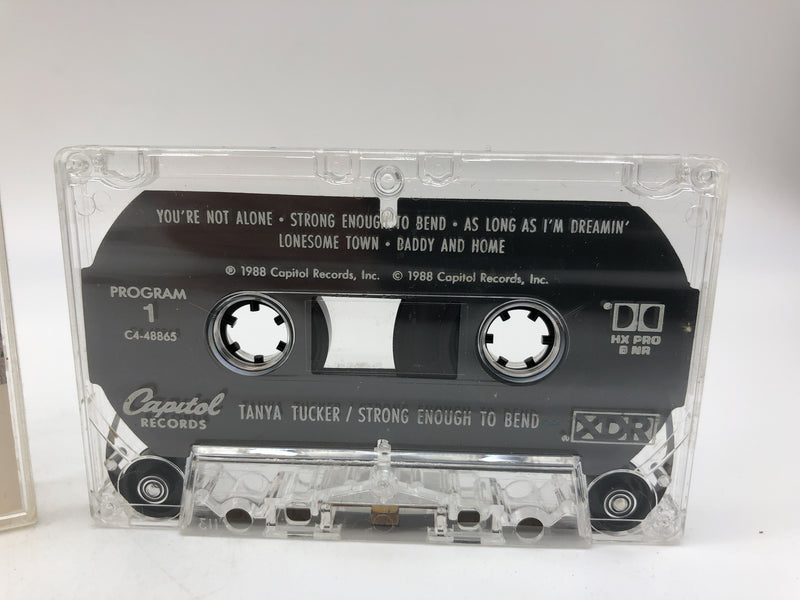 YOU'RE NOT ALONE • STRONG ENOUGH TO BEND • AS LONG AS I'M DREAMIN'
LONESOME TOWN • DADDY AND HOME
℗ 1988 Capitol Records, Inc. © 1988 Capitol Records, Inc.
PROGRAM
1
C4-48865
HX PRO
B NR
Capitol
RECORDS
TANYA TUCKER / STRONG ENOUGH TO BEND
XDR